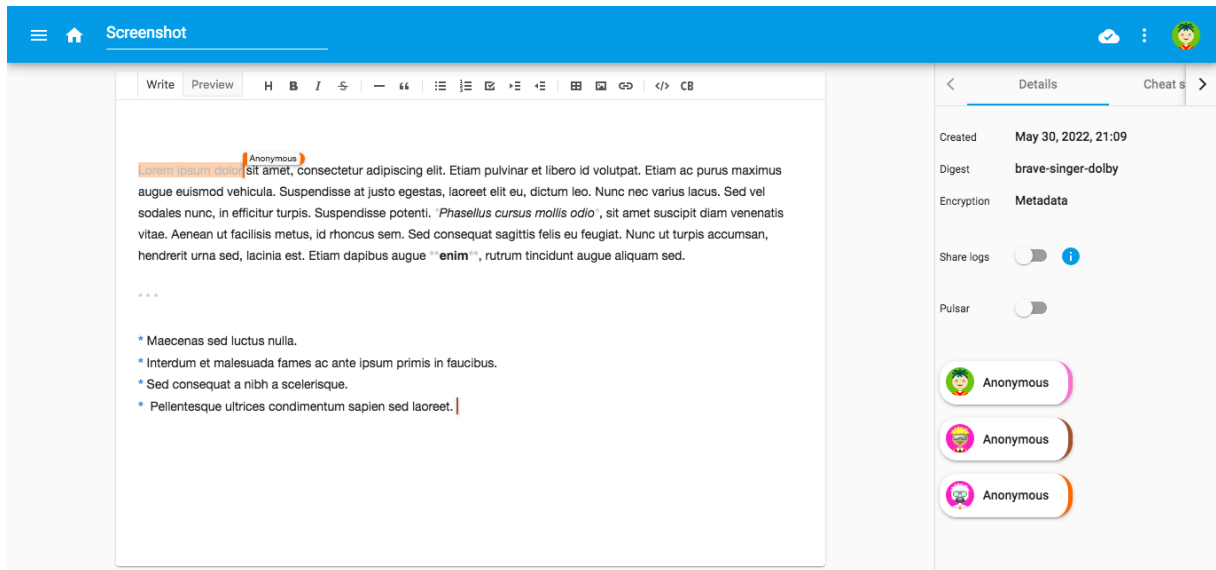 Screenshot
Write Preview H B I S — “ </> CB
Details Cheat s
Created May 30, 2022, 21:09
Digest brave-singer-dolby
Encryption Metadata
Share logs i
Pulsar
Anonymous
Anonymous
Anonymous
Anonymous
Lorem ipsum dolor sit amet, consectetur adipiscing elit. Etiam pulvinar et libero id volutpat. Etiam ac purus maximus
augue euismod vehicula. Suspendisse at justo egestas, laoreet elit eu, dictum leo. Nunc nec varius lacus. Sed vel
sodales nunc, in efficitur turpis. Suspendisse potenti. *Phasellus cursus mollis odio*, sit amet suscipit diam venenatis
vitae. Aenean ut facilisis metus, id rhoncus sem. Sed consequat sagittis felis eu feugiat. Nunc ut turpis accumsan,
hendrerit urna sed, lacinia est. Etiam dapibus augue **enim**, rutrum tincidunt augue aliquam sed.
* * *
* Maecenas sed luctus nulla.
* Interdum et malesuada fames ac ante ipsum primis in faucibus.
* Sed consequat a nibh a scelerisque.
* Pellentesque ultrices condimentum sapien sed laoreet.